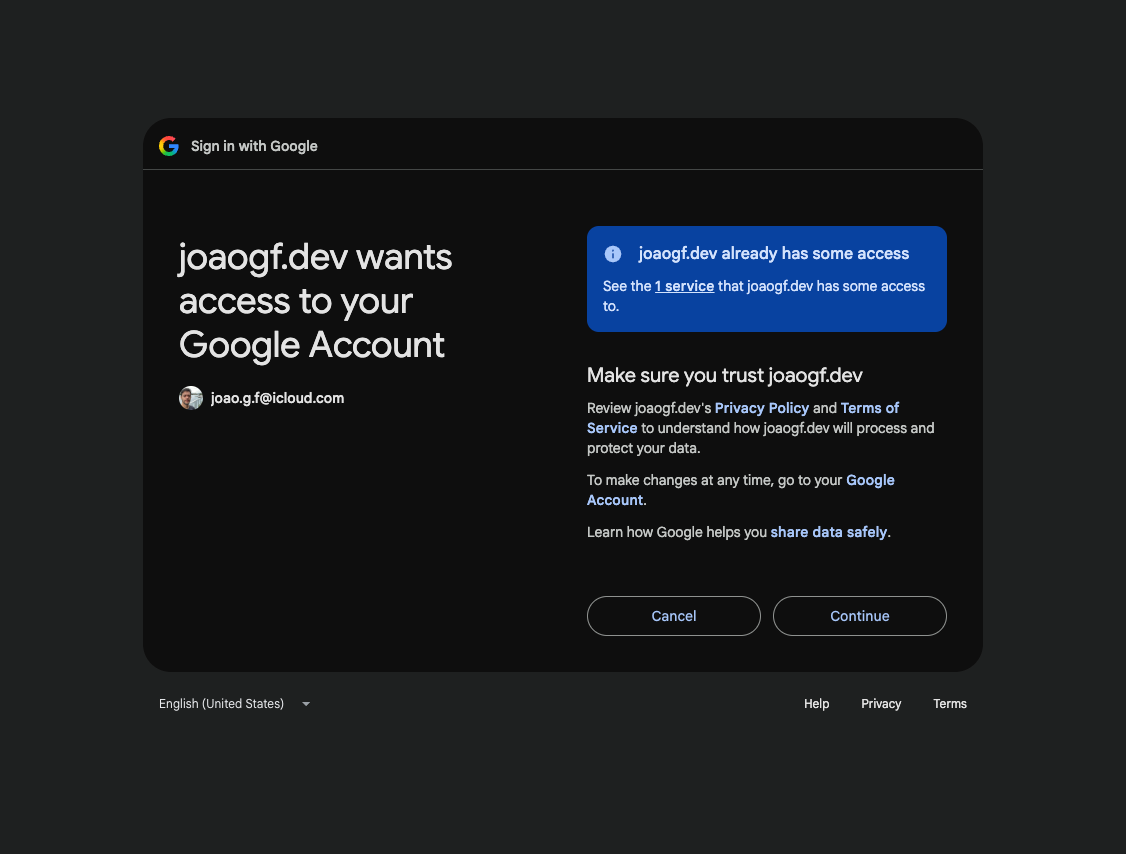 Sign in with Google
joaogf.dev wants
access to your
Google Account
joao.g.f@icloud.com
joaogf.dev already has some access
See the 1 service that joaogf.dev has some access
to.
Make sure you trust joaogf.dev
Review joaogf.dev's Privacy Policy and Terms of
Service to understand how joaogf.dev will process and
protect your data.
To make changes at any time, go to your Google
Account.
Learn how Google helps you share data safely.
Cancel
Continue
English (United States)
Help
Privacy
Terms